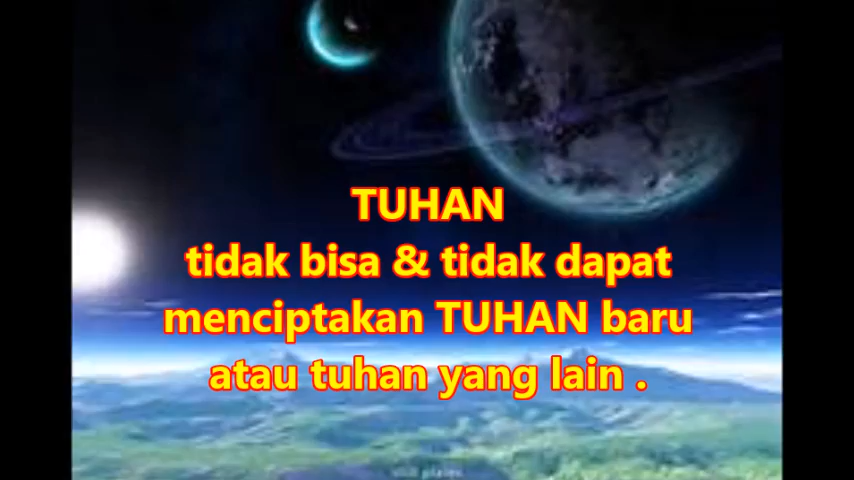 TUHAN
tidak bisa & tidak dapat
menciptakan TUHAN baru
atau tuhan yang lain .